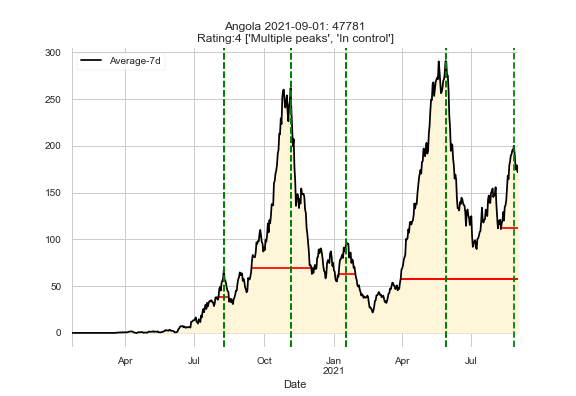 Angola 2021-09-01: 47781
Rating:4 ['Multiple peaks', 'In control']
Average-7d
300
250
200
150
100
50
0
Apr
Jul
Oct
Jan
2021
Apr
Jul
Date